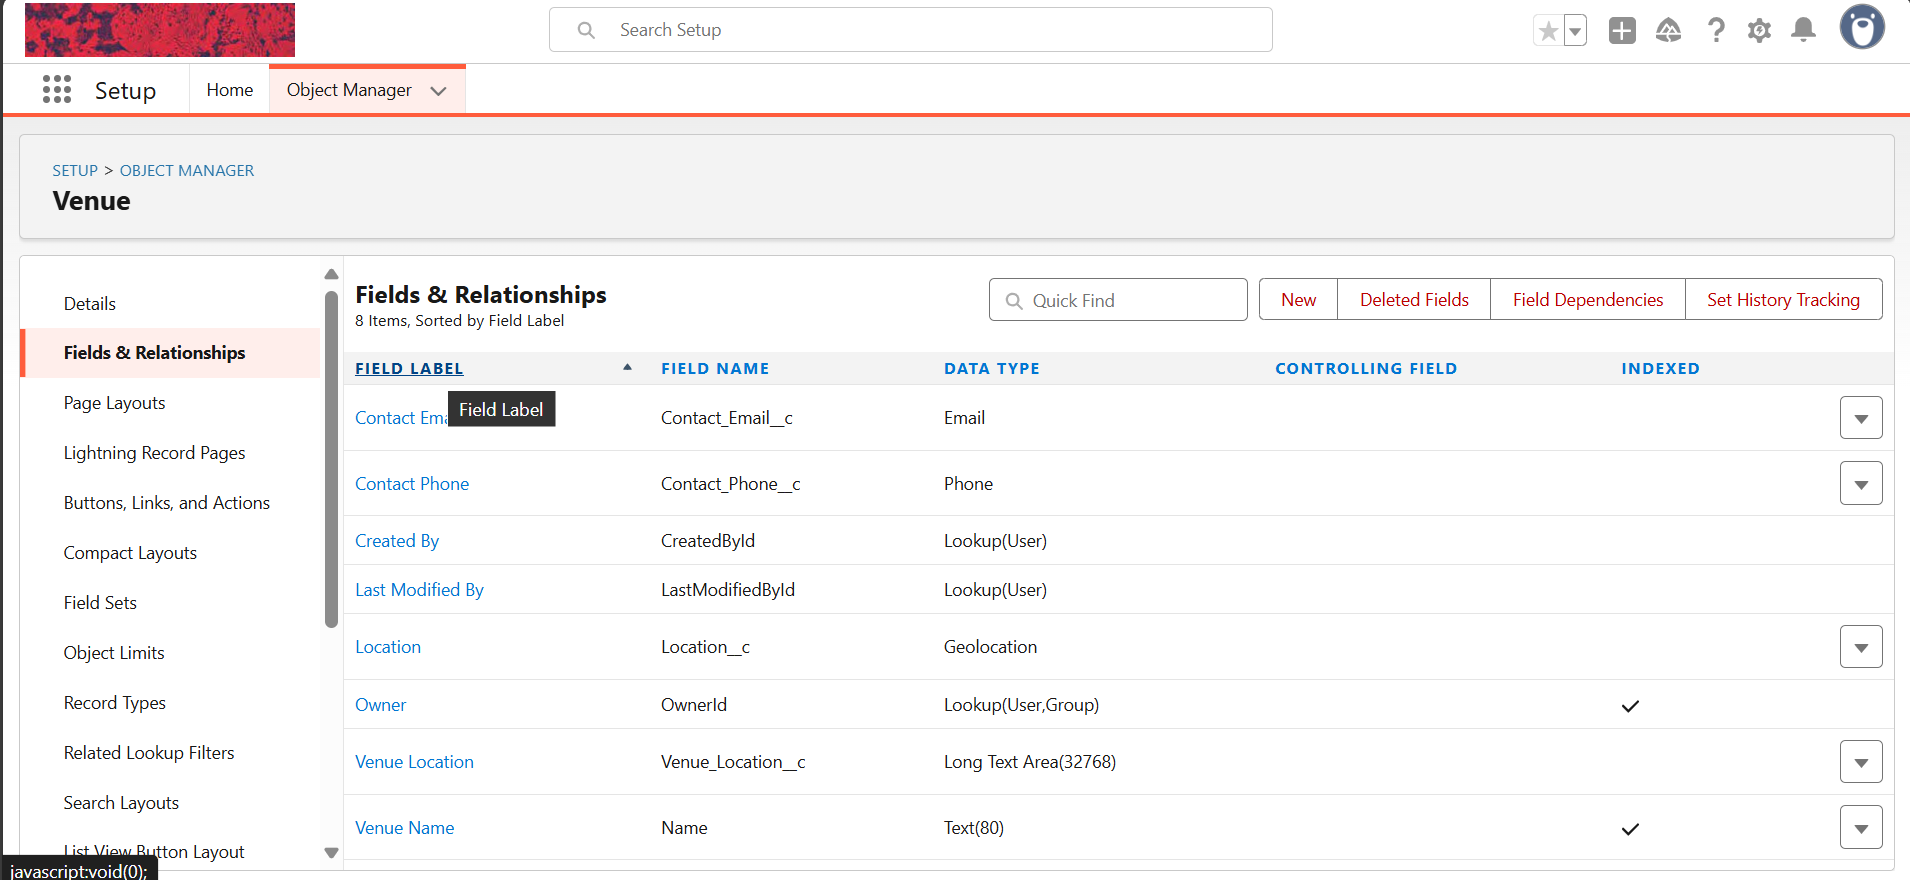 Search Setup
Setup
Home
Object Manager
SETUP > OBJECT MANAGER
Venue
Details
Fields & Relationships
Page Layouts
Lightning Record Pages
Buttons, Links, and Actions
Compact Layouts
Field Sets
Object Limits
Record Types
Related Lookup Filters
Search Layouts
List View Button Layout
Fields & Relationships
8 Items, Sorted by Field Label
Quick Find
New
Deleted Fields
Field Dependencies
Set History Tracking
FIELD LABEL FIELD NAME DATA TYPE CONTROLLING FIELD INDEXED
Field Label
Contact Ema Contact_Email__c Email
Contact Phone Contact_Phone__c Phone
Created By CreatedById Lookup(User)
Last Modified By LastModifiedById Lookup(User)
Location Location__c Geolocation
Owner OwnerId Lookup(User,Group)
Venue Location Venue_Location__c Long Text Area(32768)
Venue Name Name Text(80)
javascript:void(0);